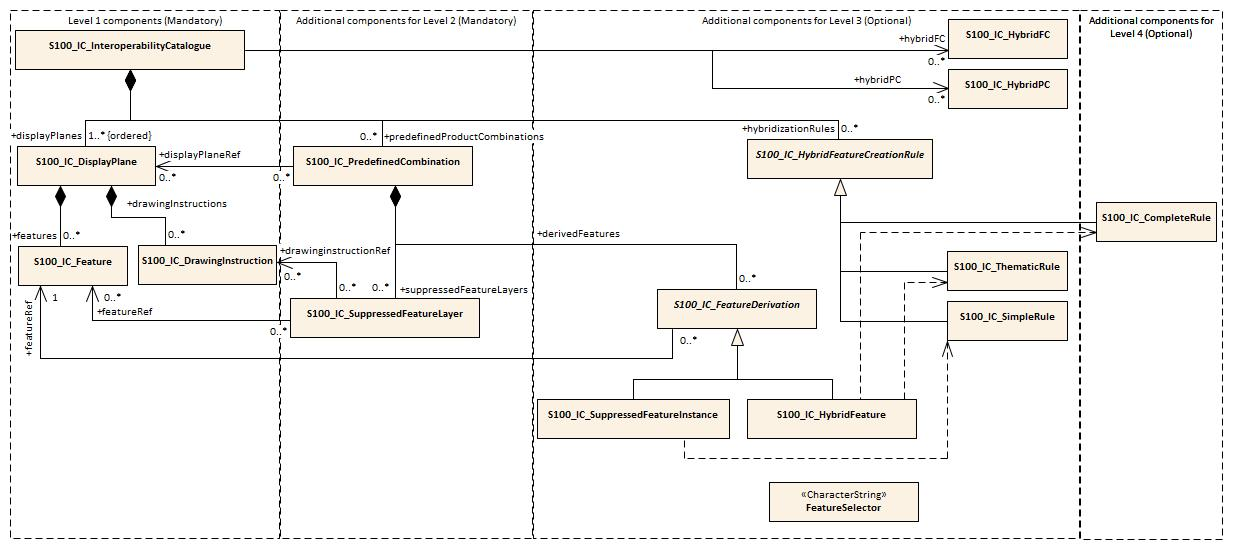 Level 1 components (Mandatory)
Additional components for Level 2 (Mandatory)
Additional components for Level 3 (Optional)
Additional components for
Level 4 (Optional)
S100_IC_InteroperabilityCatalogue
+hybridFC
0..*
S100_IC_HybridFC
+hybridPC
0..*
S100_IC_HybridPC
+displayPlanes
1..* {ordered}
0..*
+predefinedProductCombinations
+hybridizationRules
0..*
S100_IC_DisplayPlane
+displayPlaneRef
0..*
0..*
S100_IC_PredefinedCombination
S100_IC_HybridFeatureCreationRule
+drawingInstructions
+features
0..*
0..*
S100_IC_CompleteRule
+derivedFeatures
0..*
S100_IC_Feature
S100_IC_DrawingInstruction
+drawinginstructionRef
0..*
0..*
0..*
+suppressedFeatureLayers
S100_IC_ThematicRule
1
0..*
+featureRef
+featureRef
0..*
S100_IC_SuppressedFeatureLayer
S100_IC_FeatureDerivation
0..*
S100_IC_SimpleRule
S100_IC_SuppressedFeatureInstance
S100_IC_HybridFeature
«CharacterString»
FeatureSelector